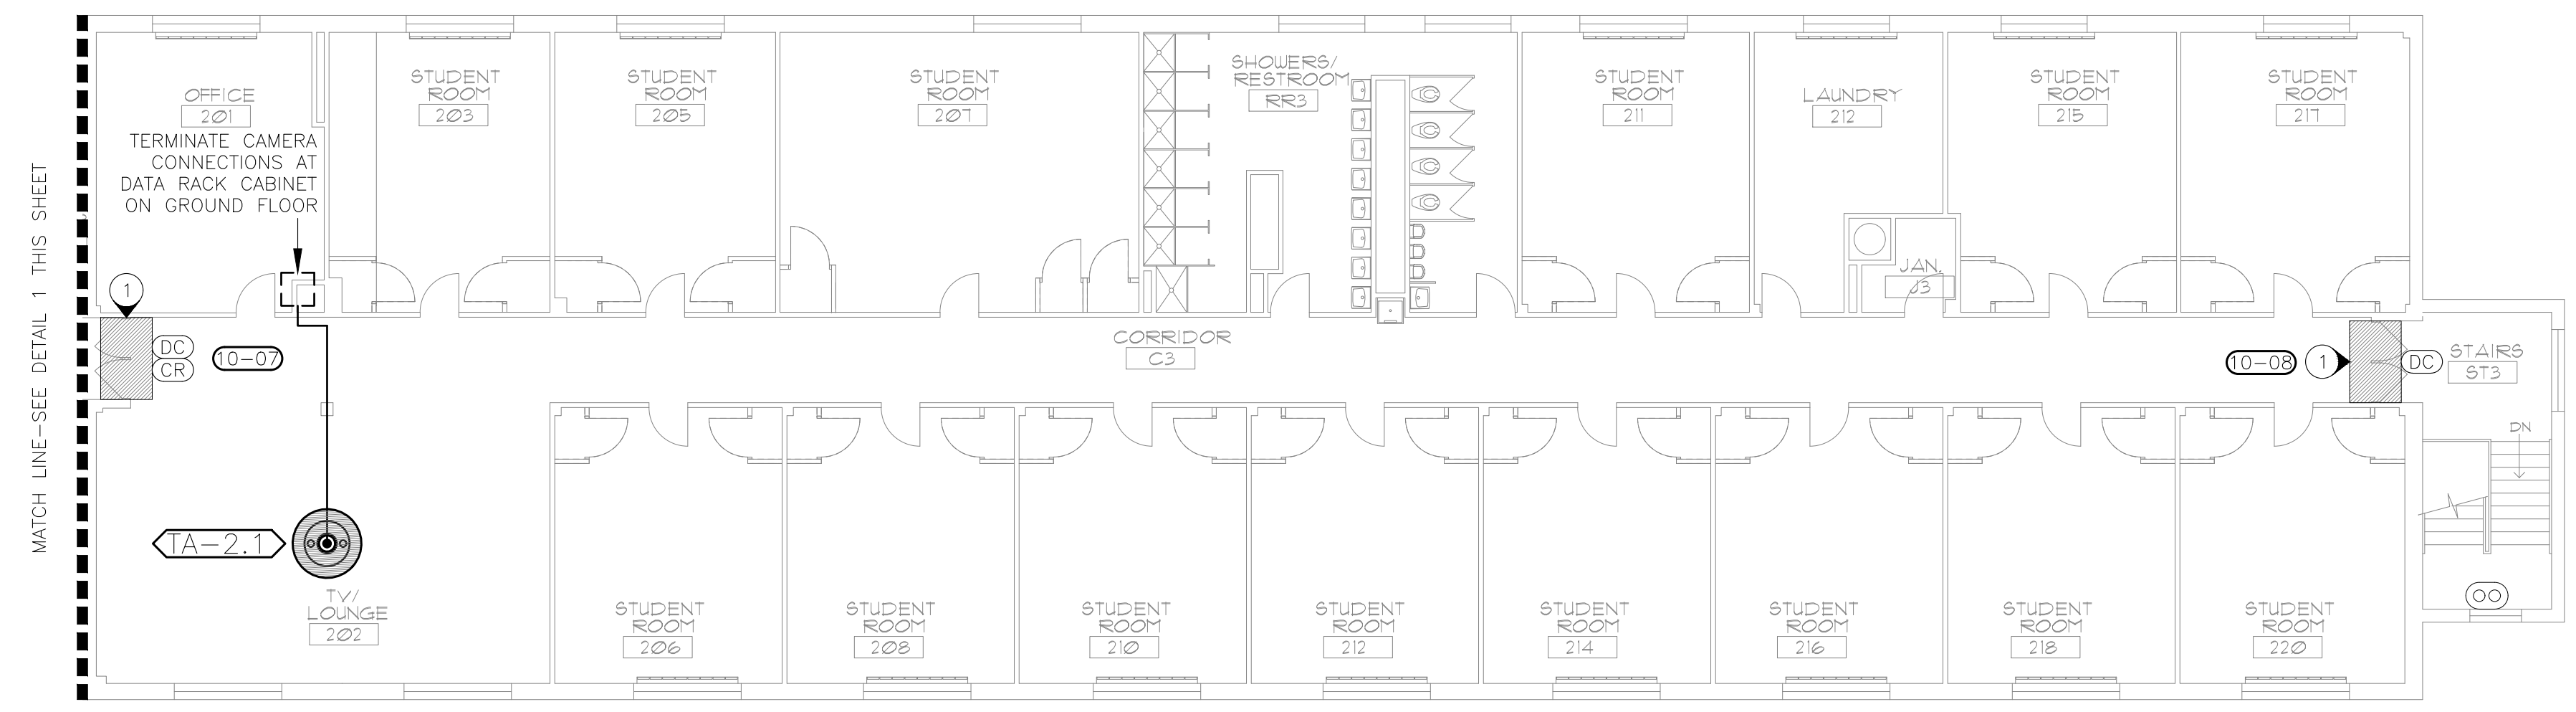 MATCH LINE-SEE DETAIL 1 THIS SHEET
OFFICE
201
TERMINATE CAMERA
CONNECTIONS AT
DATA RACK CABINET
ON GROUND FLOOR
STUDENT
ROOM
203
STUDENT
ROOM
205
STUDENT
ROOM
207
SHOWERS/
RESTROOM
RR3
STUDENT
ROOM
211
LAUNDRY
212
STUDENT
ROOM
215
STUDENT
ROOM
217
JAN.
J3
1
DC
CR
10-07
CORRIDOR
C3
10-08
1
DC
STAIRS
ST3
DN
TA-2.1
TV/
LOUNGE
202
STUDENT
ROOM
206
STUDENT
ROOM
208
STUDENT
ROOM
210
STUDENT
ROOM
212
STUDENT
ROOM
214
STUDENT
ROOM
216
STUDENT
ROOM
218
STUDENT
ROOM
220